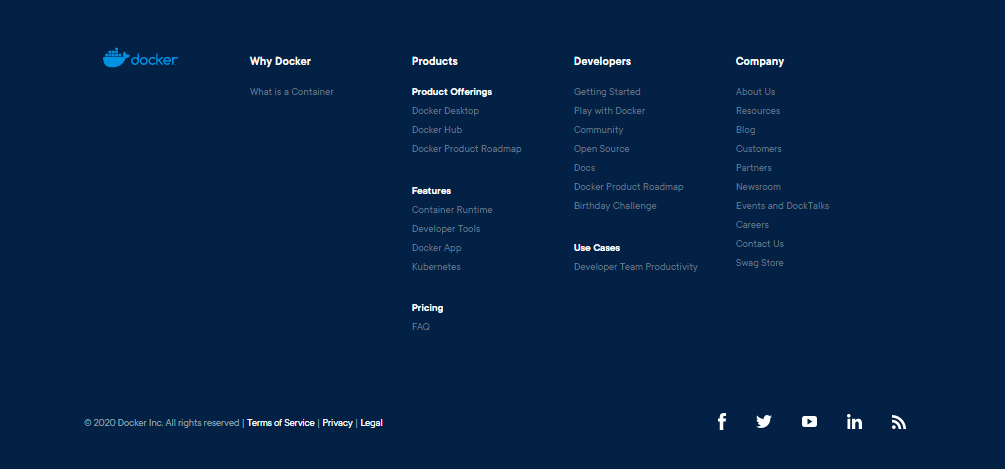 docker
Why Docker
What is a Container
Products
Product Offerings
Docker Desktop
Docker Hub
Docker Product Roadmap
Features
Container Runtime
Developer Tools
Docker App
Kubernetes
Pricing
FAQ
Developers
Getting Started
Play with Docker
Community
Open Source
Docs
Docker Product Roadmap
Birthday Challenge
Use Cases
Developer Team Productivity
Company
About Us
Resources
Blog
Customers
Partners
Newsroom
Events and DockTalks
Careers
Contact Us
Swag Store
© 2020 Docker Inc. All rights reserved | Terms of Service | Privacy | Legal